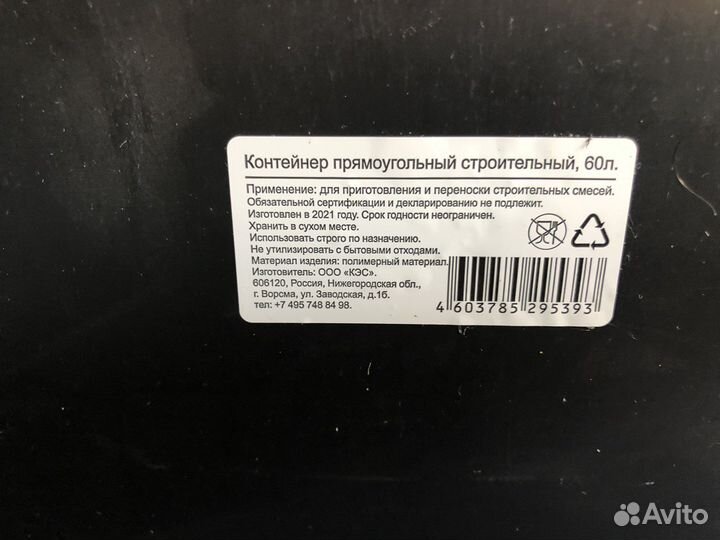 Контейнер прямоугольный строительный, 60л.
Применение: для приготовления и переноски строительных смесей.
Обязательной сертификации и декларированию не подлежит.
Изготовлен в 2021 году. Срок годности неограничен.
Хранить в сухом месте.
Использовать строго по назначению.
Не утилизировать с бытовыми отходами.
Материал изделия: полимерный материал.
Изготовитель: ООО «КЭС».
606120, Россия, Нижегородская обл.,
г. Ворсма, ул. Заводская, д.1б.
тел: +7 495 748 84 98.
4 603785 295393
Avito